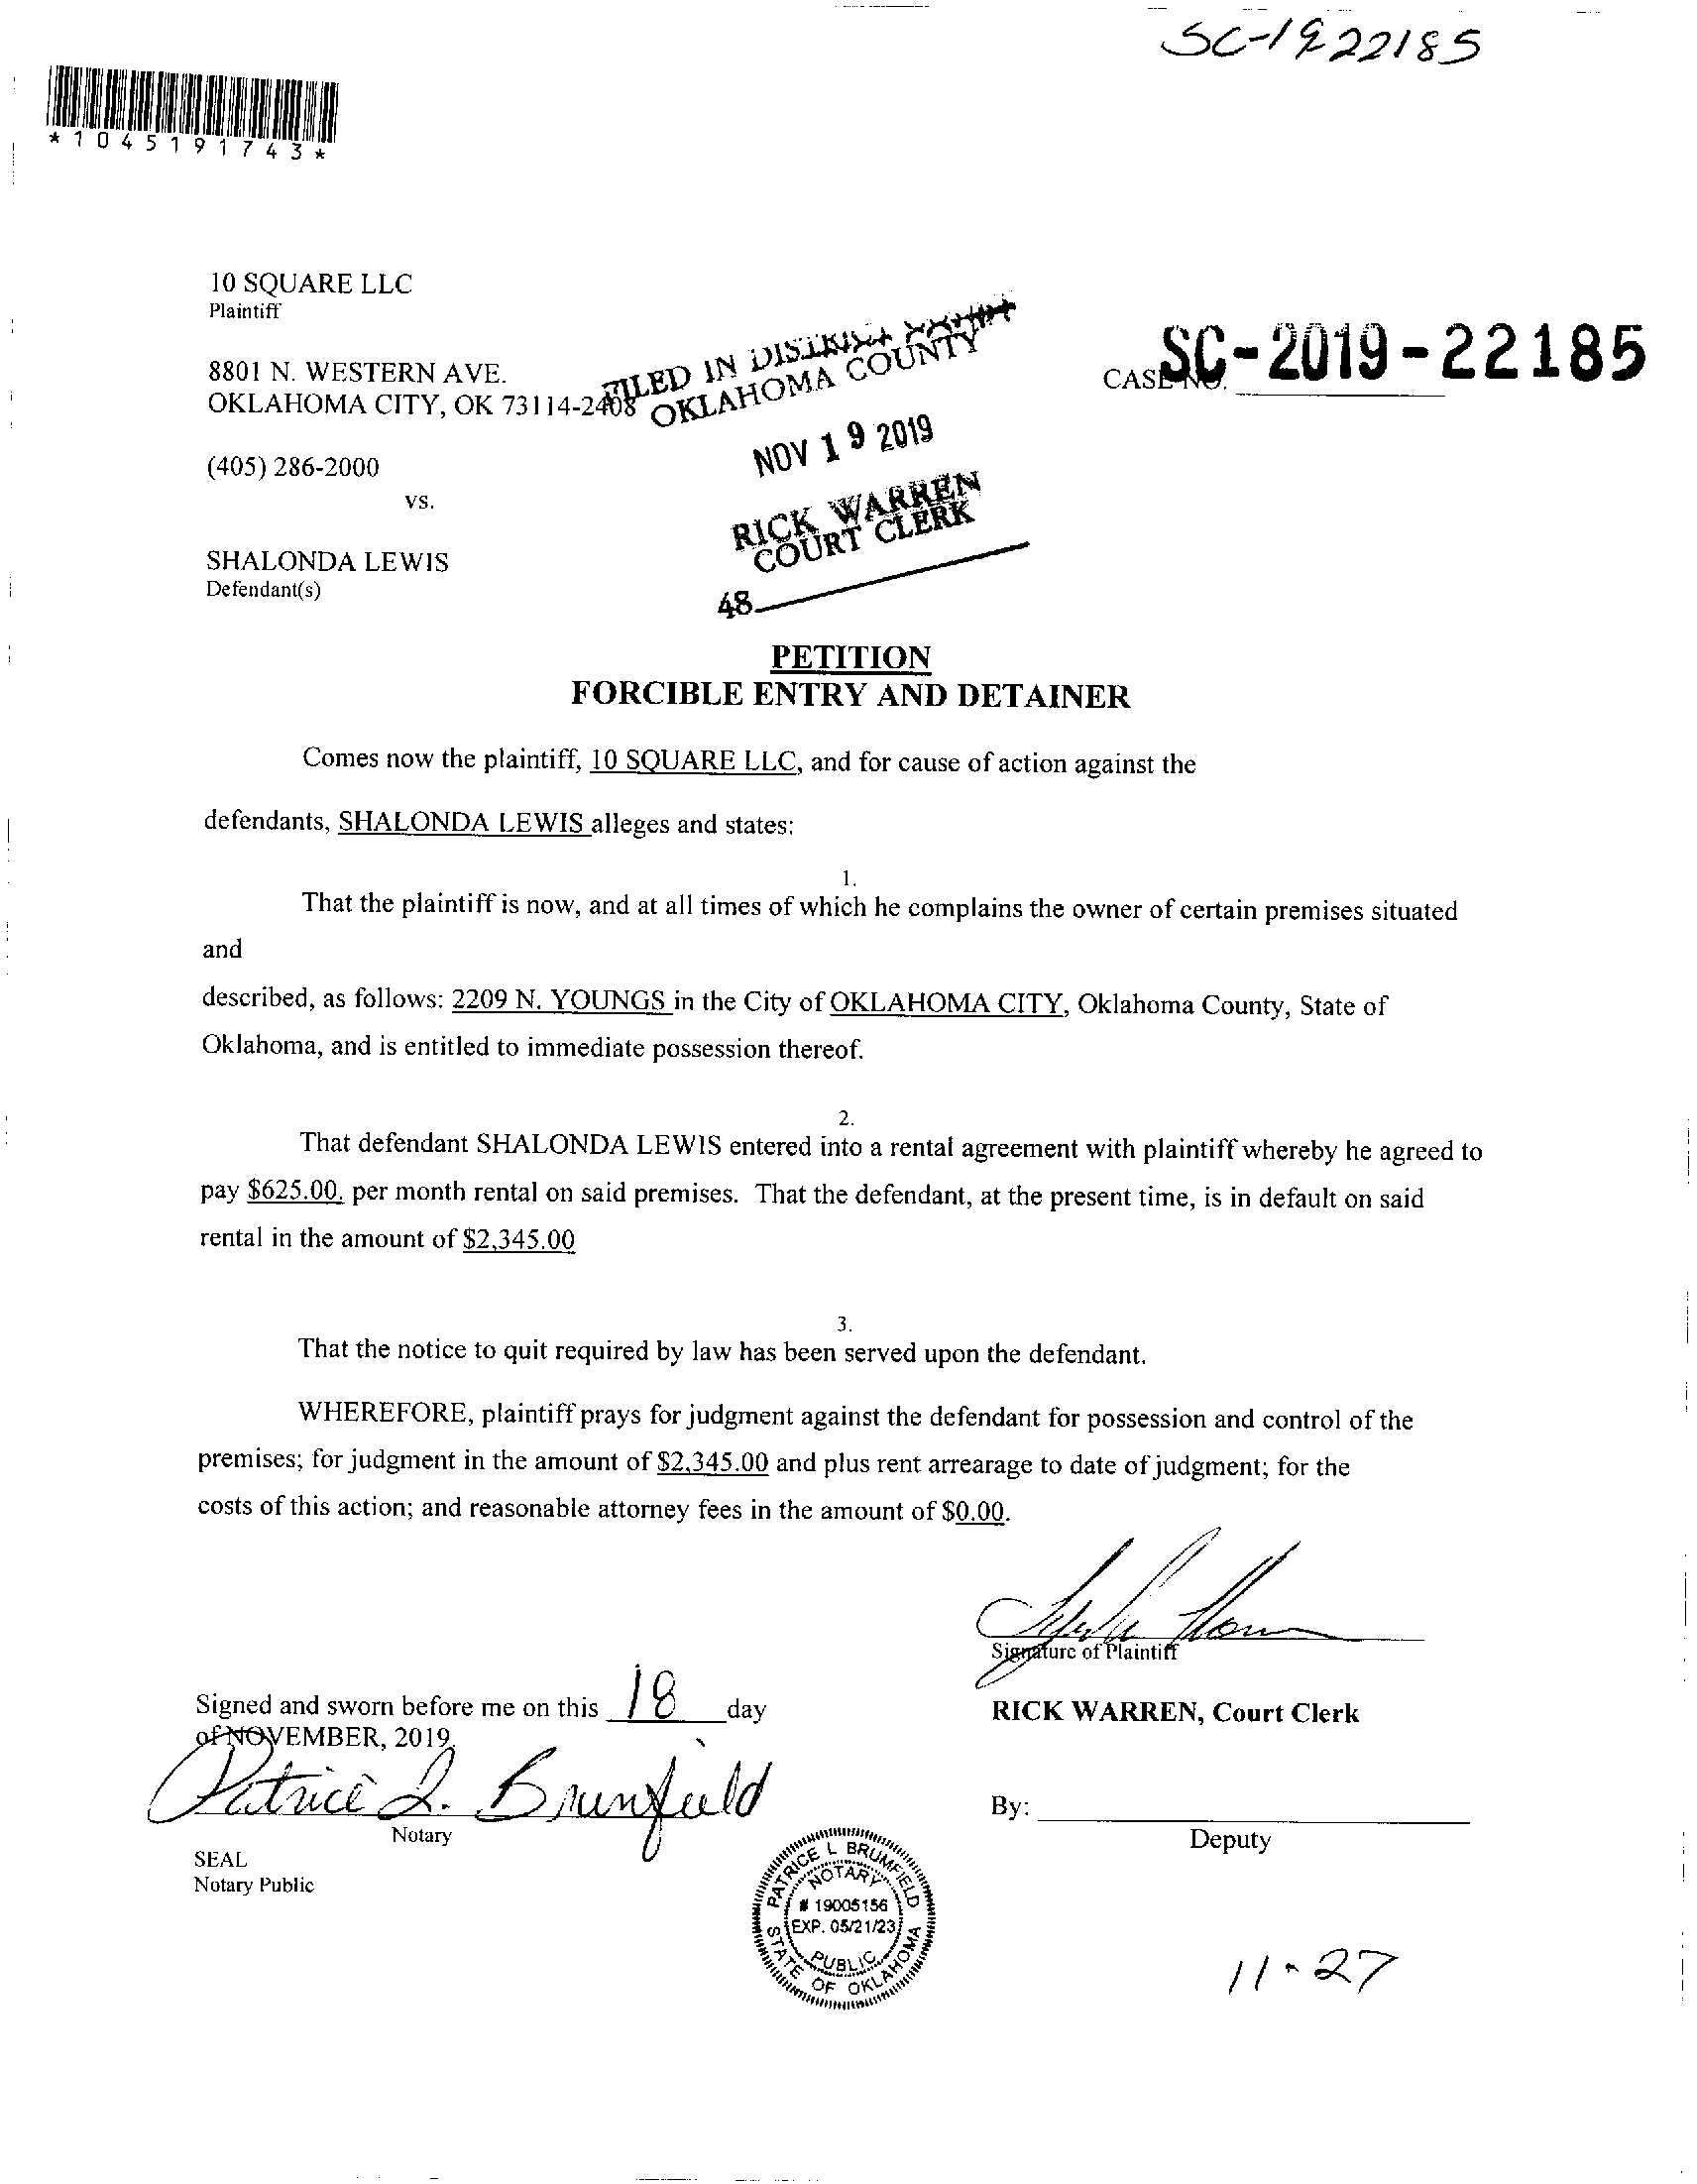 SC-1922185
*1045191743*
10 SQUARE LLC
Plaintiff
8801 N. WESTERN AVE.
OKLAHOMA CITY, OK 73114-2408
(405) 286-2000
vs.
SHALONDA LEWIS
Defendant(s)
FILED IN DISTRICT COURT
OKLAHOMA COUNTY
NOV 19 2019
RICK WARREN
COURT CLERK
48
CASE NO. SC-2019-22185
PETITION
FORCIBLE ENTRY AND DETAINER
Comes now the plaintiff, 10 SQUARE LLC, and for cause of action against the
defendants, SHALONDA LEWIS alleges and states:
1.
That the plaintiff is now, and at all times of which he complains the owner of certain premises situated
and
described, as follows: 2209 N. YOUNGS in the City of OKLAHOMA CITY, Oklahoma County, State of
Oklahoma, and is entitled to immediate possession thereof.
2.
That defendant SHALONDA LEWIS entered into a rental agreement with plaintiff whereby he agreed to
pay $625.00. per month rental on said premises. That the defendant, at the present time, is in default on said
rental in the amount of $2,345.00
3.
That the notice to quit required by law has been served upon the defendant.
WHEREFORE, plaintiff prays for judgment against the defendant for possession and control of the
premises; for judgment in the amount of $2,345.00 and plus rent arrearage to date of judgment; for the
costs of this action; and reasonable attorney fees in the amount of $0.00.
Signature of Plaintiff
Signed and sworn before me on this 18 day
of NOVEMBER, 2019.
Patrice L. Brumfield
Notary
SEAL
Notary Public
RICK WARREN, Court Clerk
By:
Deputy
PATRICE L BRUMFIELD
NOTARY
# 19005156
EXP. 05/21/23
PUBLIC
STATE OF OKLAHOMA
11-27